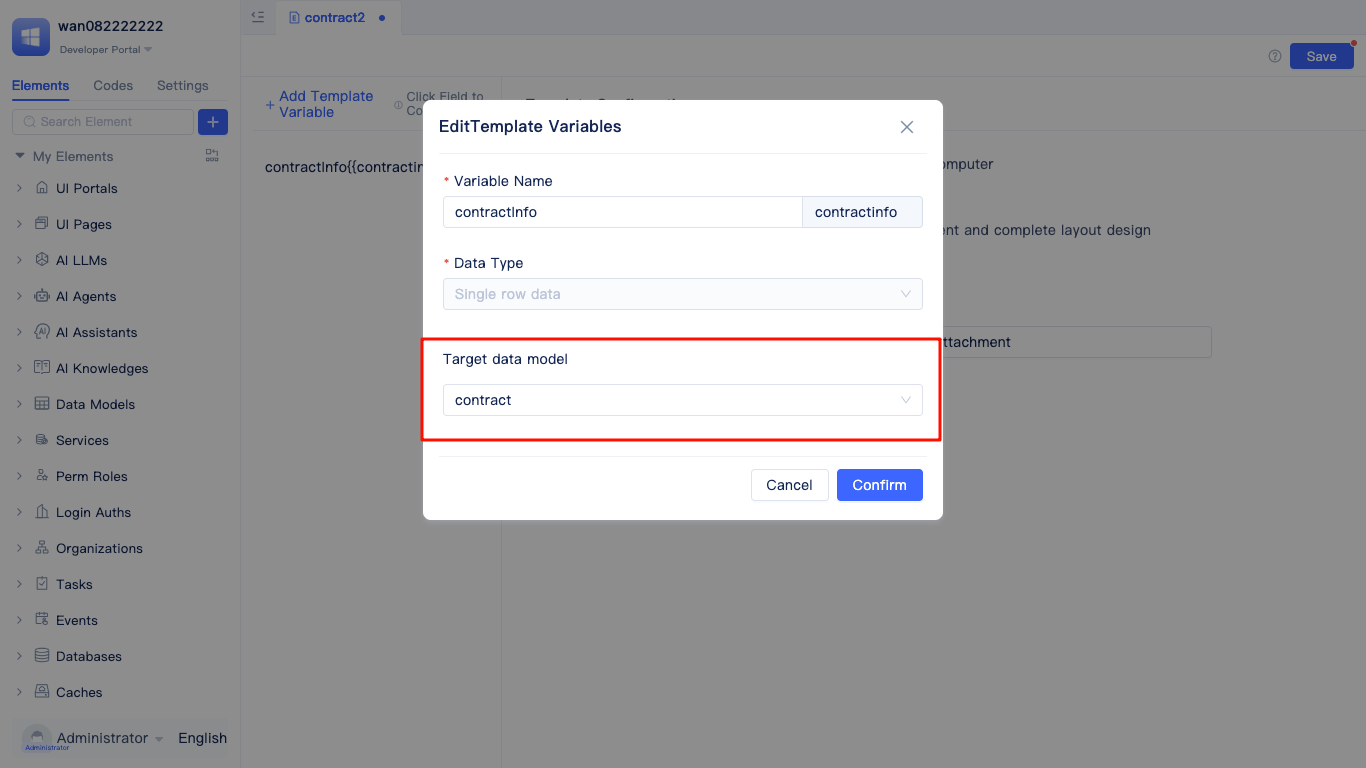 wan082222222
Developer Portal
Elements Codes Settings
Search Element
My Elements
UI Portals
UI Pages
AI LLMs
AI Agents
AI Assistants
AI Knowledges
Data Models
Services
Perm Roles
Login Auths
Organizations
Tasks
Events
Databases
Caches
Administrator
Administrator
English
contract2
Save
+ Add Template
Variable
Click Field to
contractInfo{{contractin
EditTemplate Variables
* Variable Name
contractInfo
contractinfo
* Data Type
Single row data
Target data model
contract
Cancel
Confirm
omputer
ent and complete layout design
ttachment